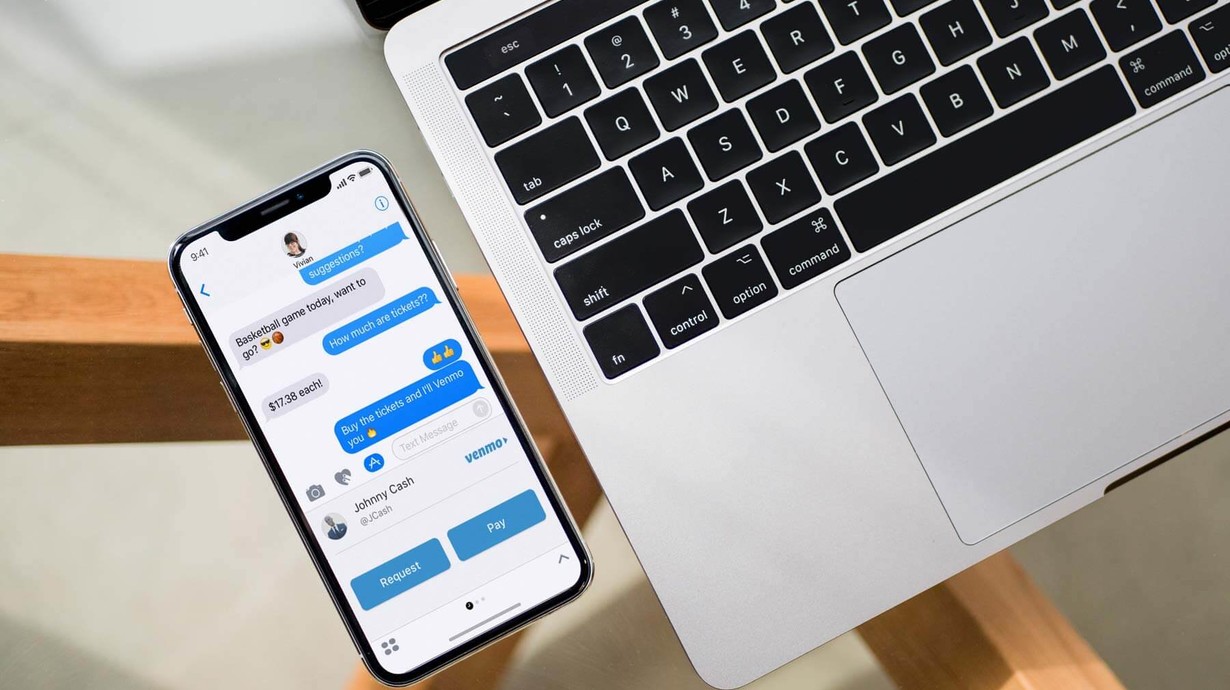 9:41
Vivian
suggestions?
Basketball game today, want to
go? 😎🏀
How much are tickets??
$17.38 each!
👍👍
Buy the tickets and I'll Venmo
you 👍
Text Message
venmo
Johnny Cash
@JCash
Request
Pay
esc
~
`
!
1
@
2
#
3
4
tab
Q
W
E
R
T
caps lock
A
S
D
F
G
H
J
shift
Z
X
C
V
B
N
M
<
,
fn
^
control
⌥
option
⌘
command
⌘
command
⌥